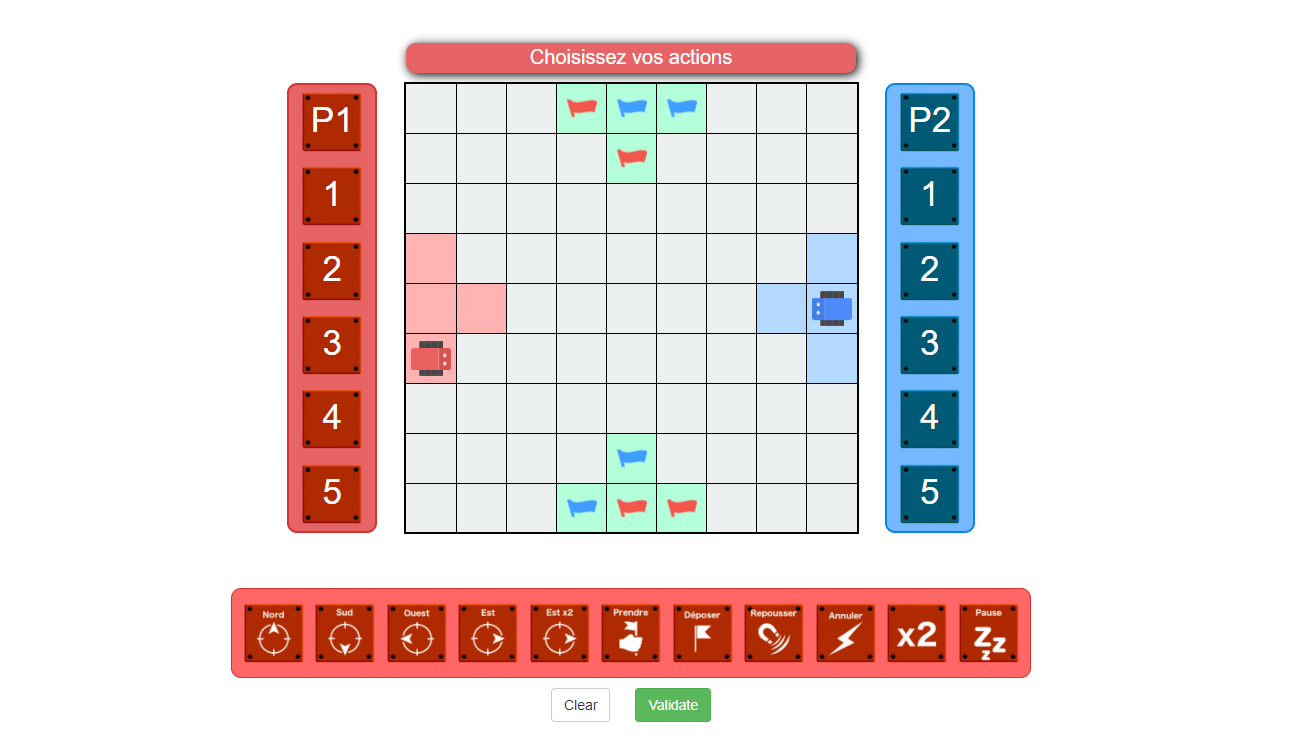 Choisissez vos actions
P1
1
2
3
4
5
P2
1
2
3
4
5
Nord
Sud
Ouest
Est
Est x2
Prendre
Déposer
Repousser
Annuler
x2
Pause
zzz
Clear
Validate